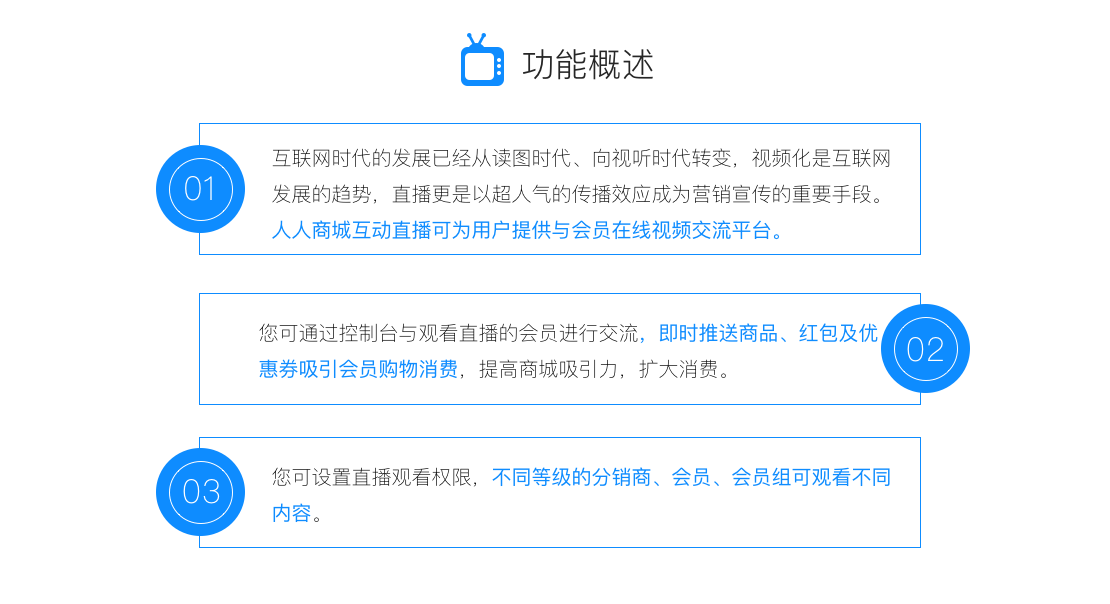 功能概述
01
互联网时代的发展已经从读图时代、向视听时代转变，视频化是互联网
发展的趋势，直播更是以超人气的传播效应成为营销宣传的重要手段。
人人商城互动直播可为用户提供与会员在线视频交流平台。
您可通过控制台与观看直播的会员进行交流，即时推送商品、红包及优
惠券吸引会员购物消费，提高商城吸引力，扩大消费。
02
03
您可设置直播观看权限，不同等级的分销商、会员、会员组可观看不同
内容。